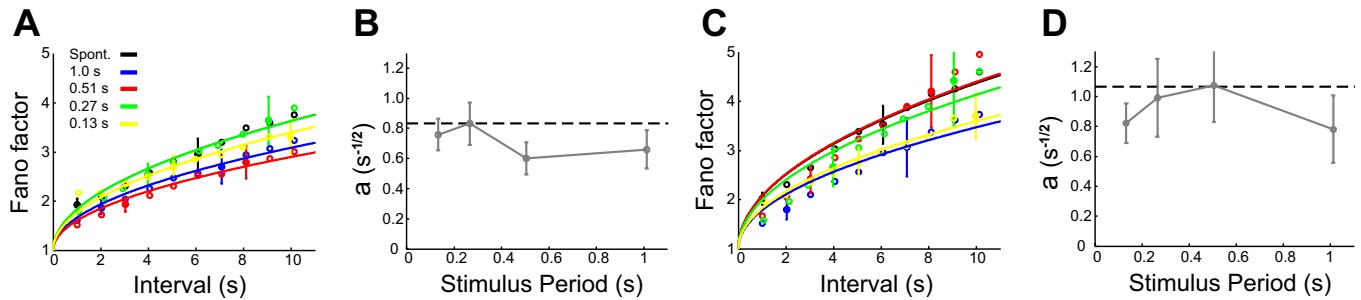 A
Fano factor
5
4
3
2
1
Spont.
1.0 s
0.51 s
0.27 s
0.13 s
0 2 4 6 8 10
Interval (s)
B
a (s-1/2)
1.2
1.0
0.8
0.6
0.4
0.2
0
0 0.2 0.4 0.6 0.8 1
Stimulus Period (s)
C
Fano factor
5
4
3
2
1
0 2 4 6 8 10
Interval (s)
D
a (s-1/2)
1.2
1.0
0.8
0.6
0.4
0.2
0
0 0.2 0.4 0.6 0.8 1
Stimulus Period (s)